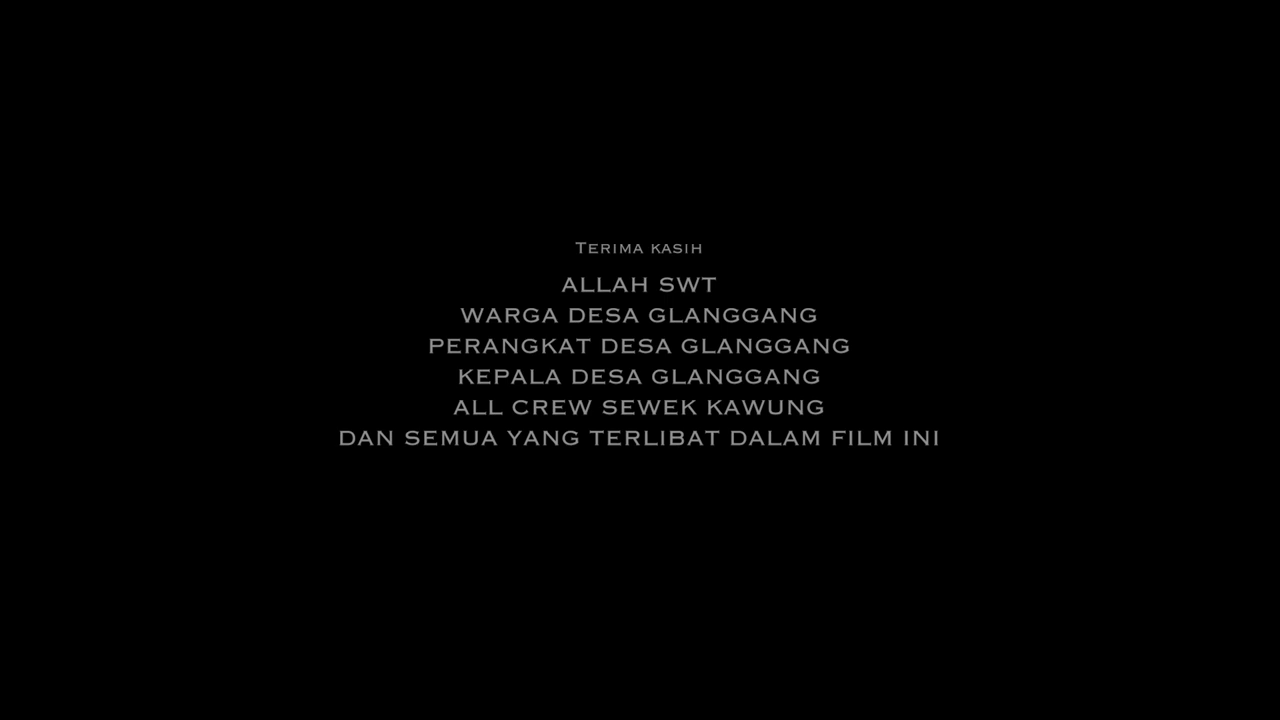 Terima kasih
ALLAH SWT
WARGA DESA GLANGGANG
PERANGKAT DESA GLANGGANG
KEPALA DESA GLANGGANG
ALL CREW SEWEK KAWUNG
DAN SEMUA YANG TERLIBAT DALAM FILM INI